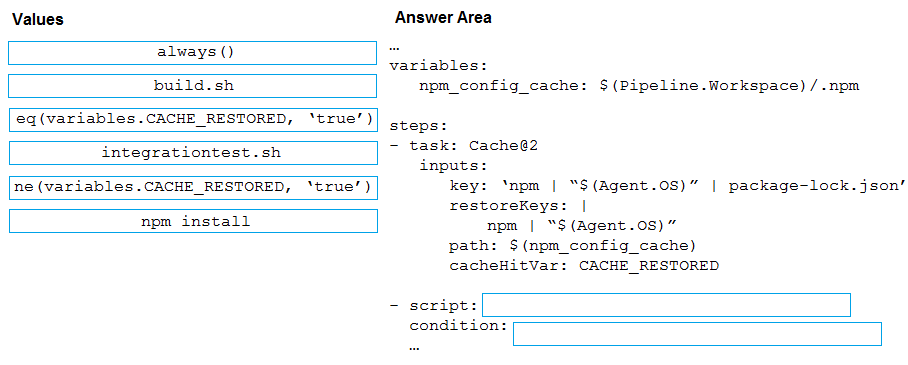 Values
always()
build.sh
eq(variables.CACHE_RESTORED, ‘true’)
integrationtest.sh
ne(variables.CACHE_RESTORED, ‘true’)
npm install
Answer Area
…
variables:
npm_config_cache: $(Pipeline.Workspace)/.npm
steps:
- task: Cache@2
inputs:
key: ‘npm | “$(Agent.OS)” | package-lock.json’
restoreKeys: |
npm | “$(Agent.OS)”
path: $(npm_config_cache)
cacheHitVar: CACHE_RESTORED
- script:
condition:
…